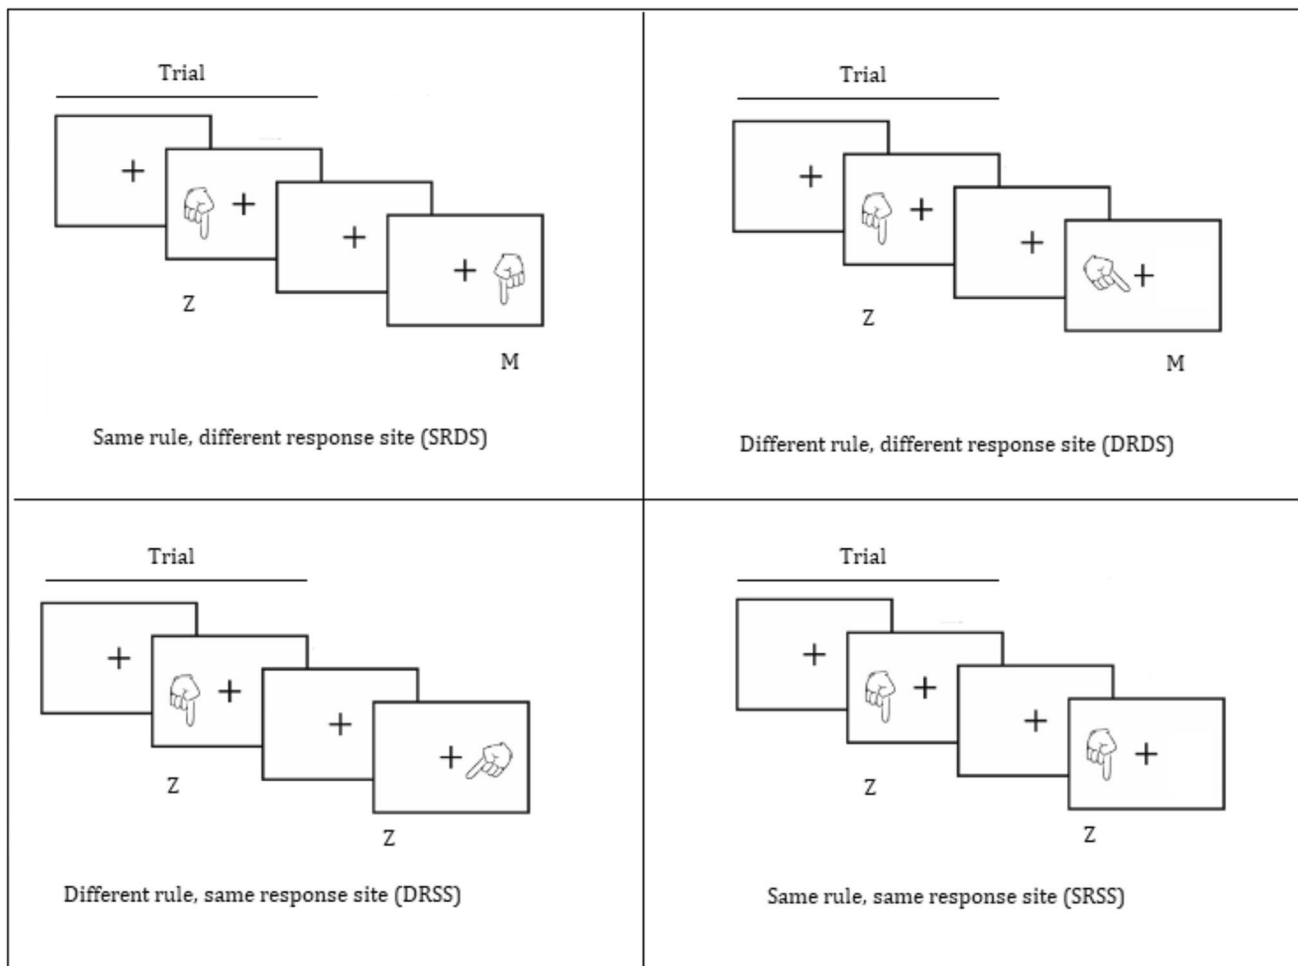 Trial
Z
M
Same rule, different response site (SRDS)
Trial
Z
M
Different rule, different response site (DRDS)
Trial
Z
Z
Different rule, same response site (DRSS)
Trial
Z
Z
Same rule, same response site (SRSS)